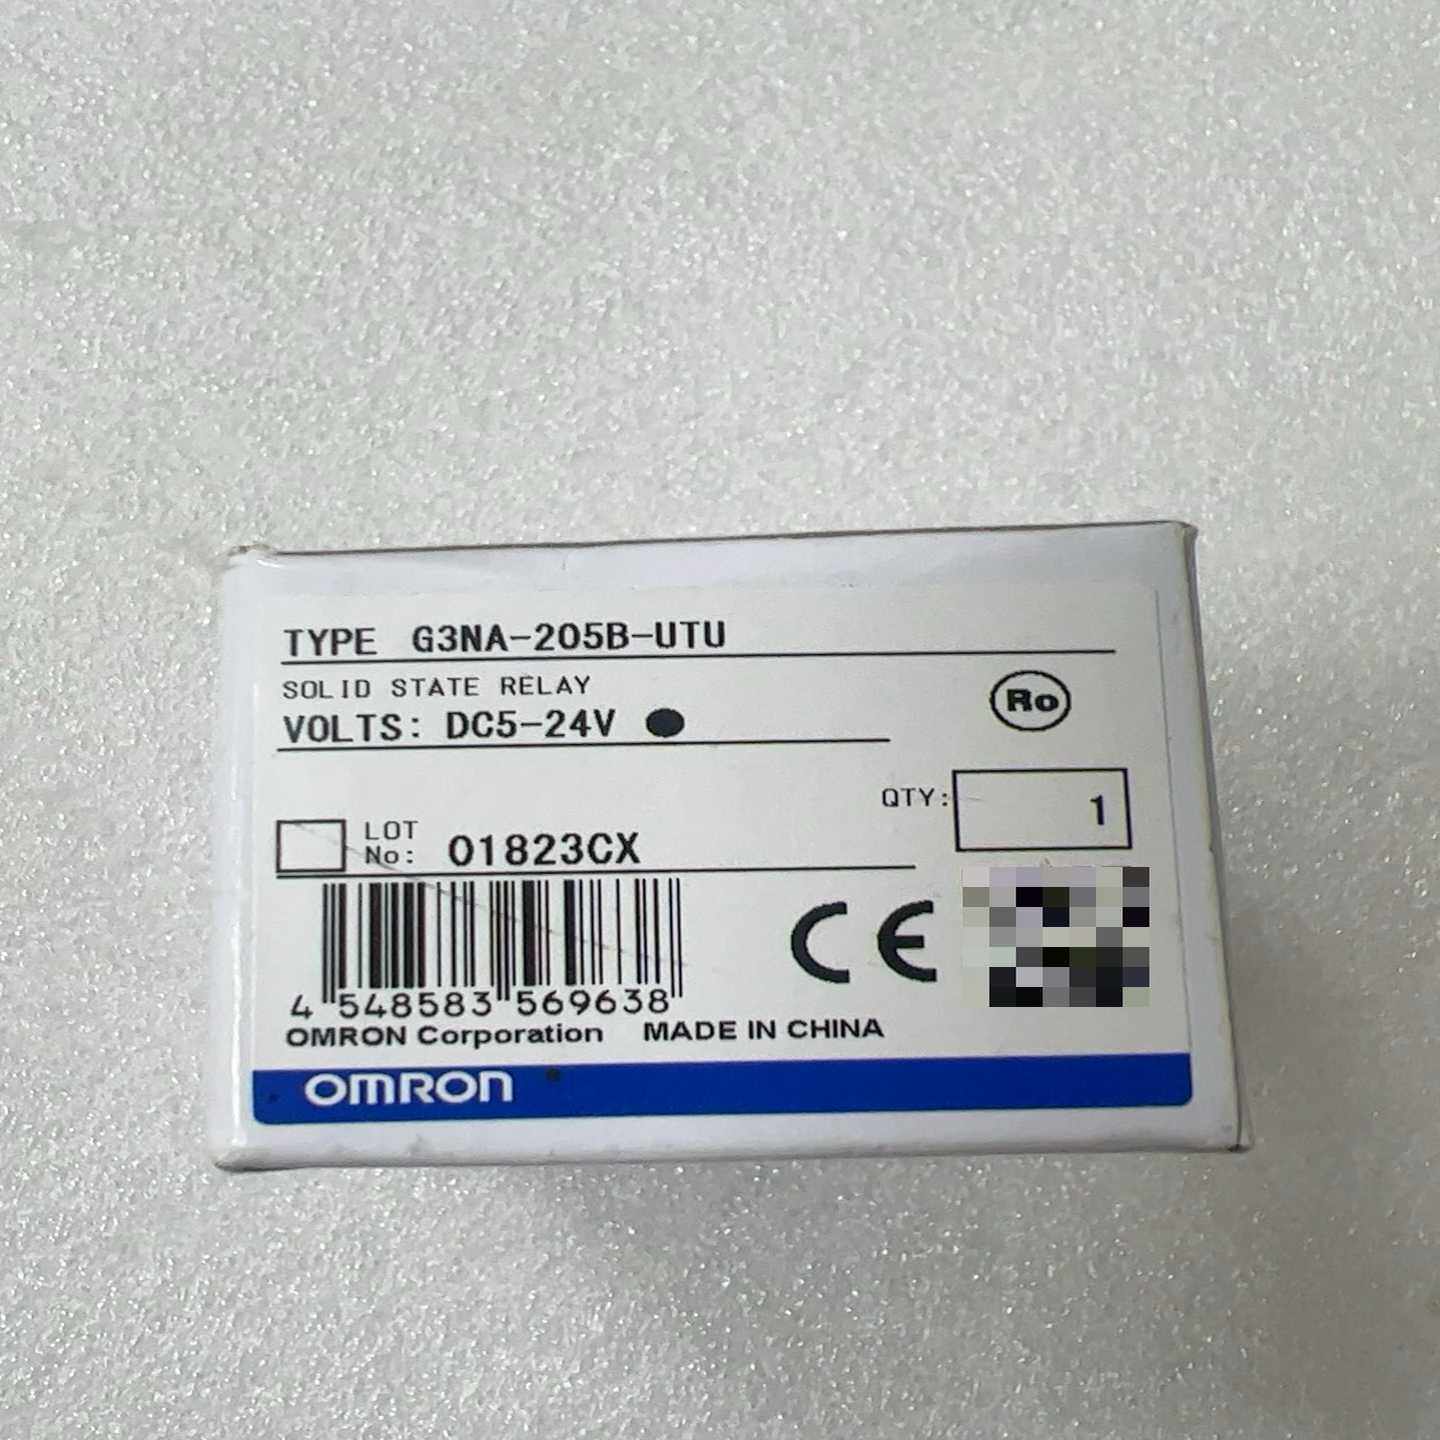 TYPE G3NA-205B-UTU
SOLID STATE RELAY
VOLTS: DC5-24V
Ro
QTY: 1
LOT
No: 01823CX
4 548583 569638
OMRON Corporation MADE IN CHINA
CE
OMRON